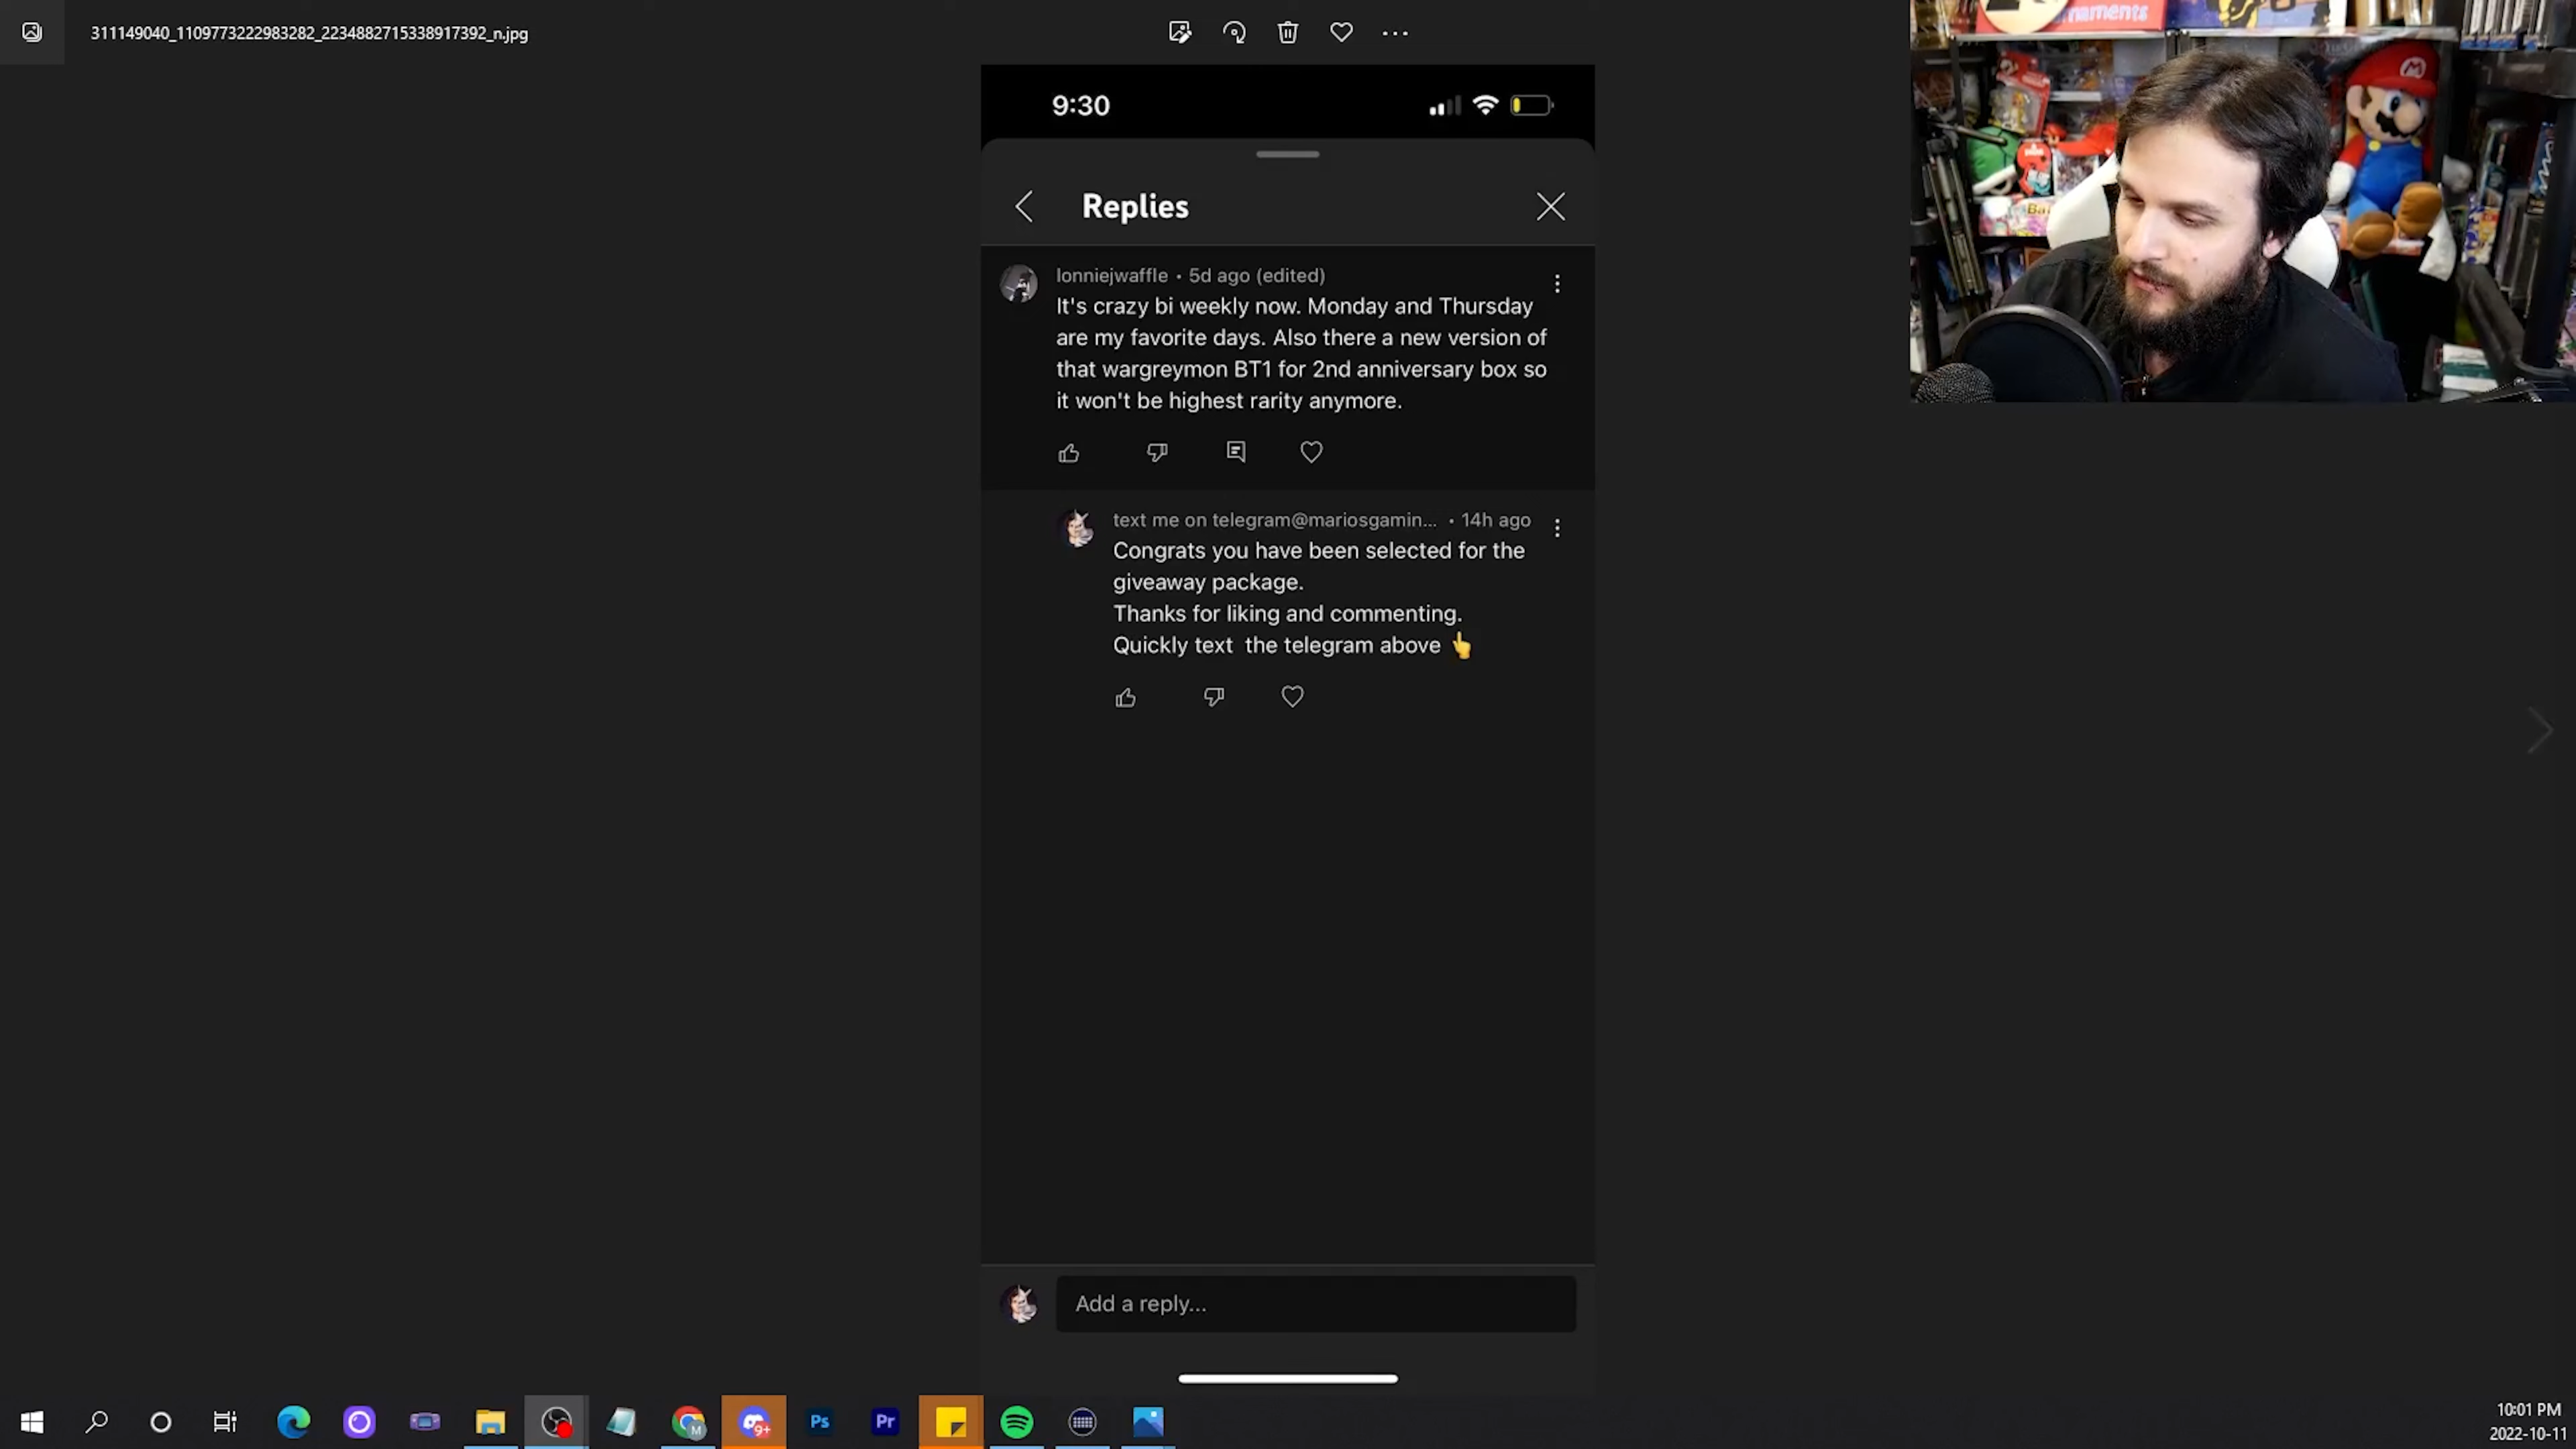 311149040_1109773222983282_2234882715338917392_n.jpg
9:30
Replies
lonniejwaffle • 5d ago (edited)
It's crazy bi weekly now. Monday and Thursday
are my favorite days. Also there a new version of
that wargreymon BT1 for 2nd anniversary box so
it won't be highest rarity anymore.
text me on telegram@mariosgamin... • 14h ago
Congrats you have been selected for the
giveaway package.
Thanks for liking and commenting.
Quickly text  the telegram above 👆
Add a reply...
M
9+
Ps
Pr
10:01 PM
2022-10-11